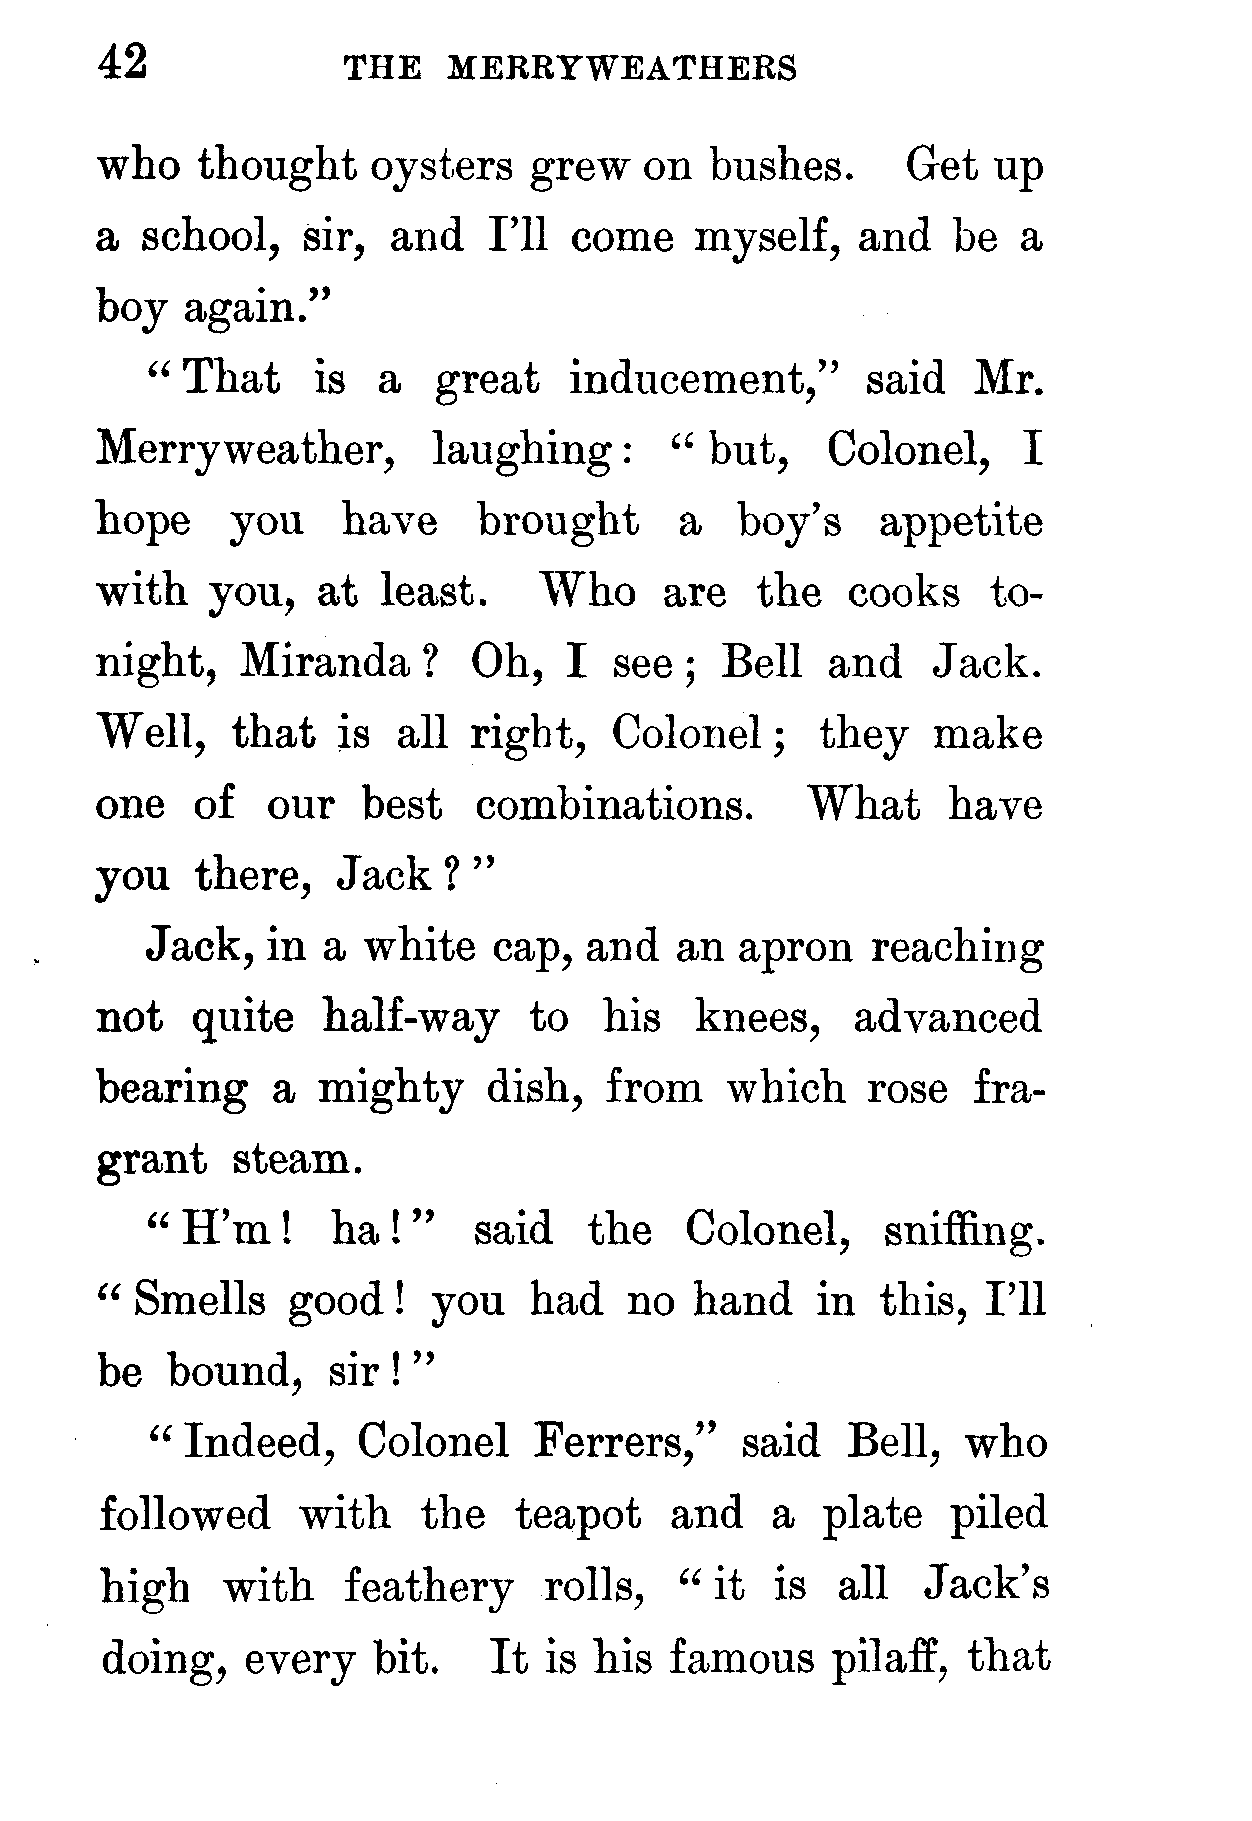 42 THE MERRYWEATHERS
who thought oysters grew on bushes. Get up
a school, sir, and I'll come myself, and be a
boy again."
"That is a great inducement," said Mr.
Merryweather, laughing: "but, Colonel, I
hope you have brought a boy's appetite
with you, at least. Who are the cooks to-
night, Miranda? Oh, I see; Bell and Jack.
Well, that is all right, Colonel; they make
one of our best combinations. What have
you there, Jack?"
Jack, in a white cap, and an apron reaching
not quite half-way to his knees, advanced
bearing a mighty dish, from which rose fra-
grant steam.
"H'm! ha!" said the Colonel, sniffing.
"Smells good! you had no hand in this, I'll
be bound, sir!"
"Indeed, Colonel Ferrers," said Bell, who
followed with the teapot and a plate piled
high with feathery rolls, "it is all Jack's
doing, every bit. It is his famous pilaff, that